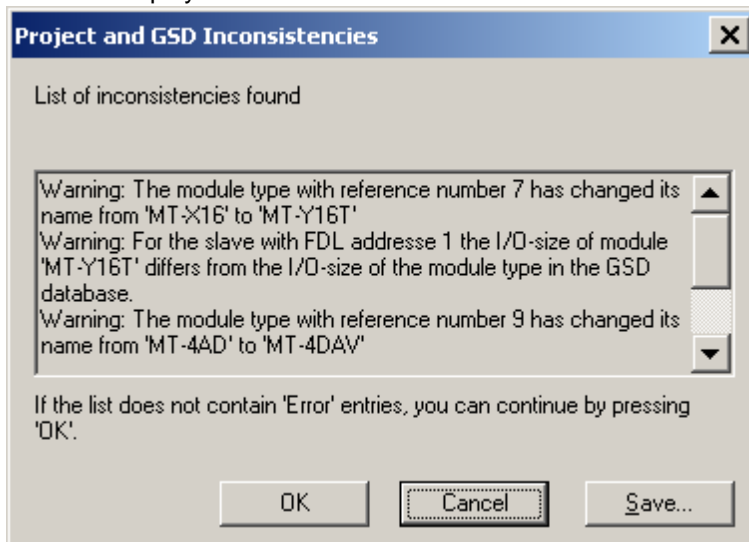 Project and GSD Inconsistencies
List of inconsistencies found
Warning: The module type with reference number 7 has changed its
name from 'MT-X16' to 'MT-Y16T'
Warning: For the slave with FDL addresse 1 the I/O-size of module
'MT-Y16T' differs from the I/O-size of the module type in the GSD
database.
Warning: The module type with reference number 9 has changed its
name from 'MT-4AD' to 'MT-4DAV'
If the list does not contain 'Error' entries, you can continue by pressing
'OK'.
OK Cancel Save...